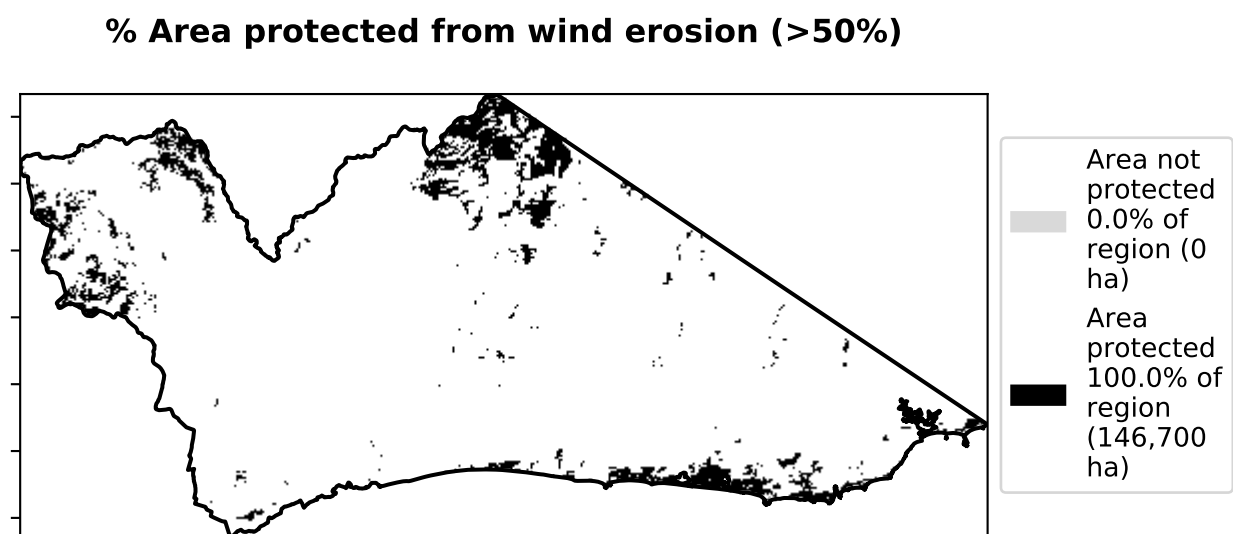 % Area protected from wind erosion (>50%)
Area not
protected
0.0% of
region (0
ha)
Area
protected
100.0% of
region
(146,700
ha)